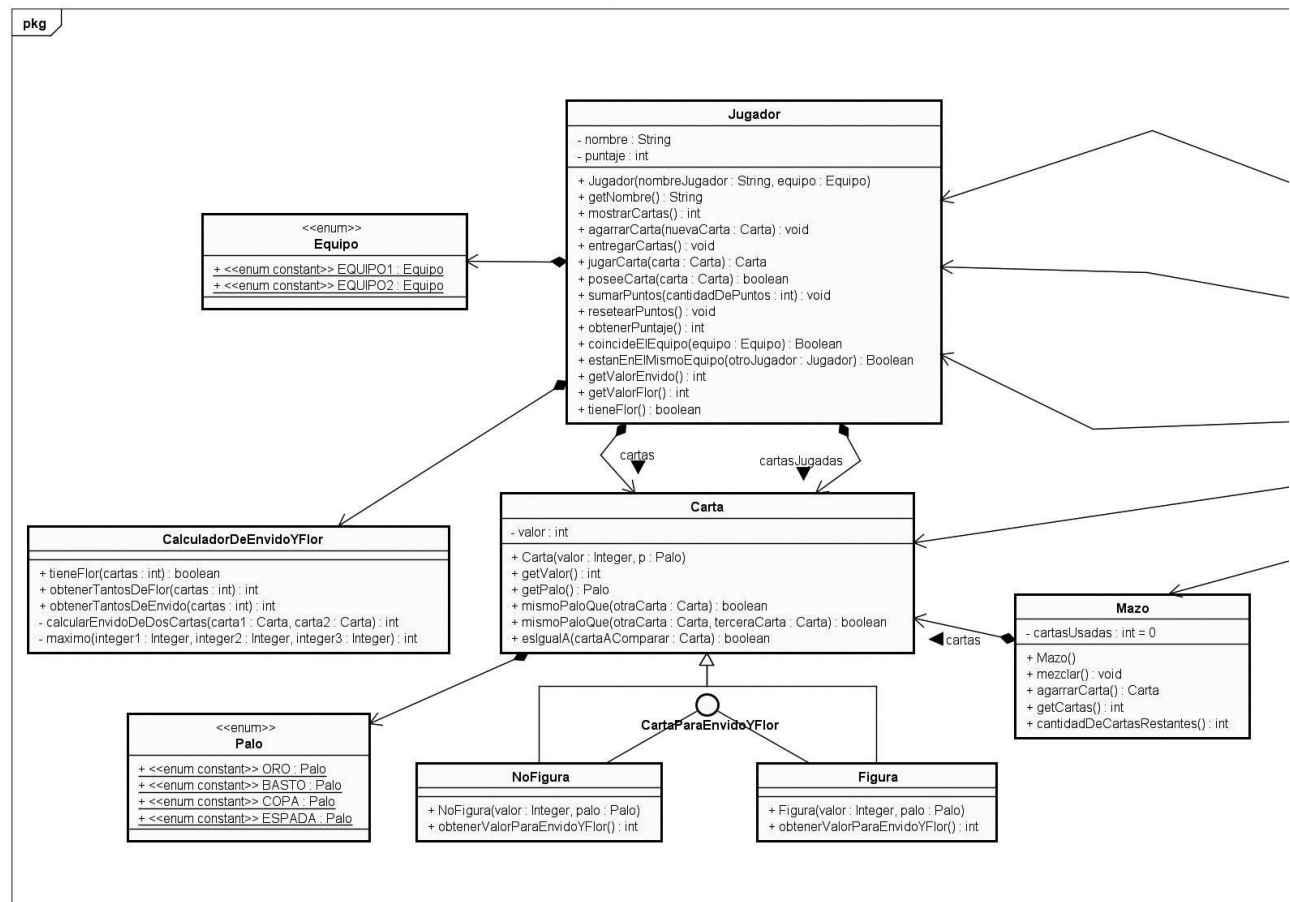 pkg
Jugador
- nombre : String
- puntaje : int
+ Jugador(nombreJugador : String, equipo : Equipo)
+ getNombre() : String
+ mostrarCartas() : int
+ agarrarCarta(nuevaCarta : Carta) : void
+ entregarCartas() : void
+ jugarCarta(carta : Carta) : Carta
+ poseeCarta(carta : Carta) : boolean
+ sumarPuntos(cantidadDePuntos : int) : void
+ resetearPuntos() : void
+ obtenerPuntaje() : int
+ coincideElEquipo(equipo : Equipo) : Boolean
+ estanEnElMismoEquipo(otroJugador : Jugador) : Boolean
+ getValorEnvido() : int
+ getValorFlor() : int
+ tieneFlor() : boolean
<<enum>>
Equipo
+ <<enum constant>> EQUIPO1 : Equipo
+ <<enum constant>> EQUIPO2 : Equipo
cartas
cartasJugadas
Carta
- valor : int
+ Carta(valor : Integer, p : Palo)
+ getValor() : int
+ getPalo() : Palo
+ mismoPaloQue(otraCarta : Carta) : boolean
+ mismoPaloQue(otraCarta : Carta, terceraCarta : Carta) : boolean
+ esIgualA(cartaAComparar : Carta) : boolean
CalculadorDeEnvidoYFlor
+ tieneFlor(cartas : int) : boolean
+ obtenerTantosDeFlor(cartas : int) : int
+ obtenerTantosDeEnvido(cartas : int) : int
- calcularEnvidoDeDosCartas(carta1 : Carta, carta2 : Carta) : int
- maximo(integer1 : Integer, integer2 : Integer, integer3 : Integer) : int
cartas
Mazo
- cartasUsadas : int = 0
+ Mazo()
+ mezclar() : void
+ agarrarCarta() : Carta
+ getCartas() : int
+ cantidadDeCartasRestantes() : int
<<enum>>
Palo
+ <<enum constant>> ORO : Palo
+ <<enum constant>> BASTO : Palo
+ <<enum constant>> COPA : Palo
+ <<enum constant>> ESPADA : Palo
CartaParaEnvidoYFlor
NoFigura
+ NoFigura(valor : Integer, palo : Palo)
+ obtenerValorParaEnvidoYFlor() : int
Figura
+ Figura(valor : Integer, palo : Palo)
+ obtenerValorParaEnvidoYFlor() : int